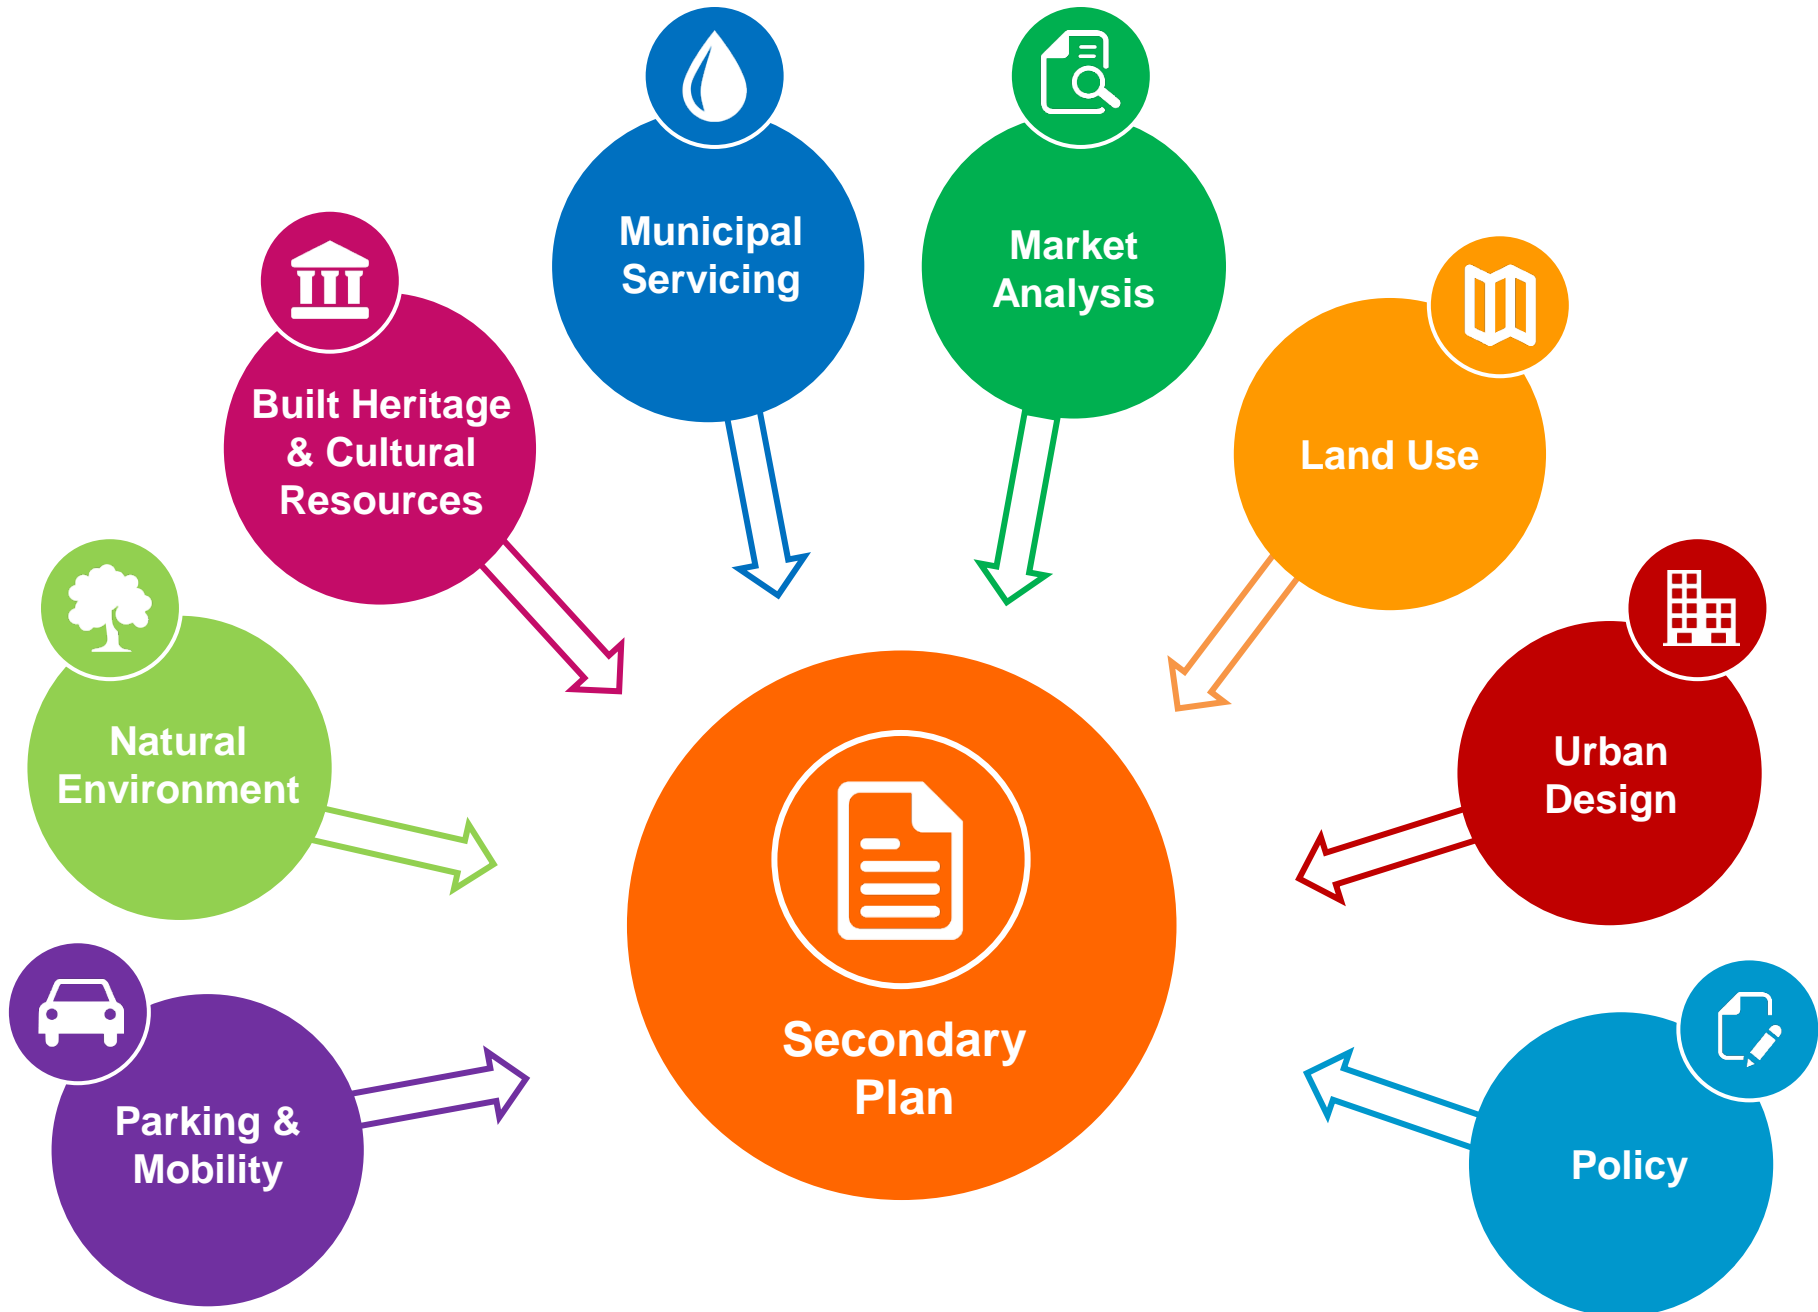 Municipal
Servicing
Market
Analysis
Built Heritage
& Cultural
Resources
Land Use
Natural
Environment
Urban
Design
Secondary
Plan
Parking &
Mobility
Policy